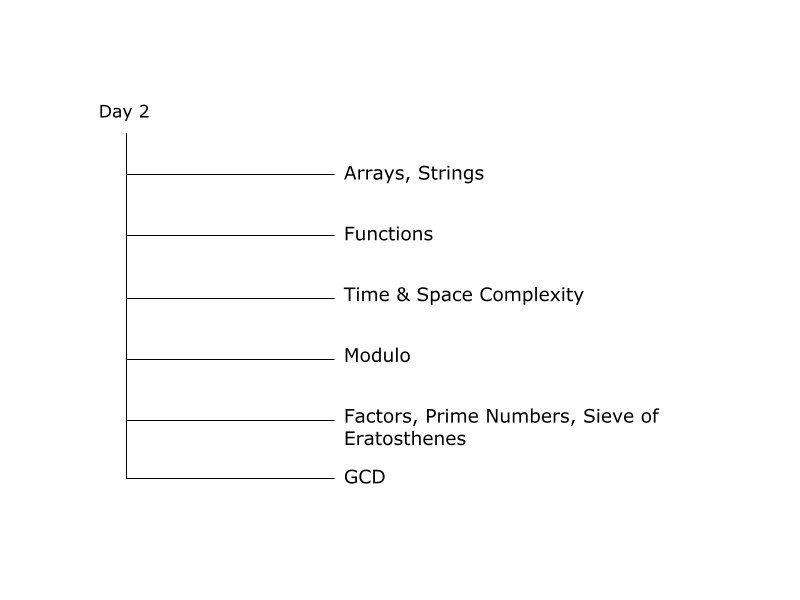 Day 2
Arrays, Strings
Functions
Time & Space Complexity
Modulo
Factors, Prime Numbers, Sieve of
Eratosthenes
GCD